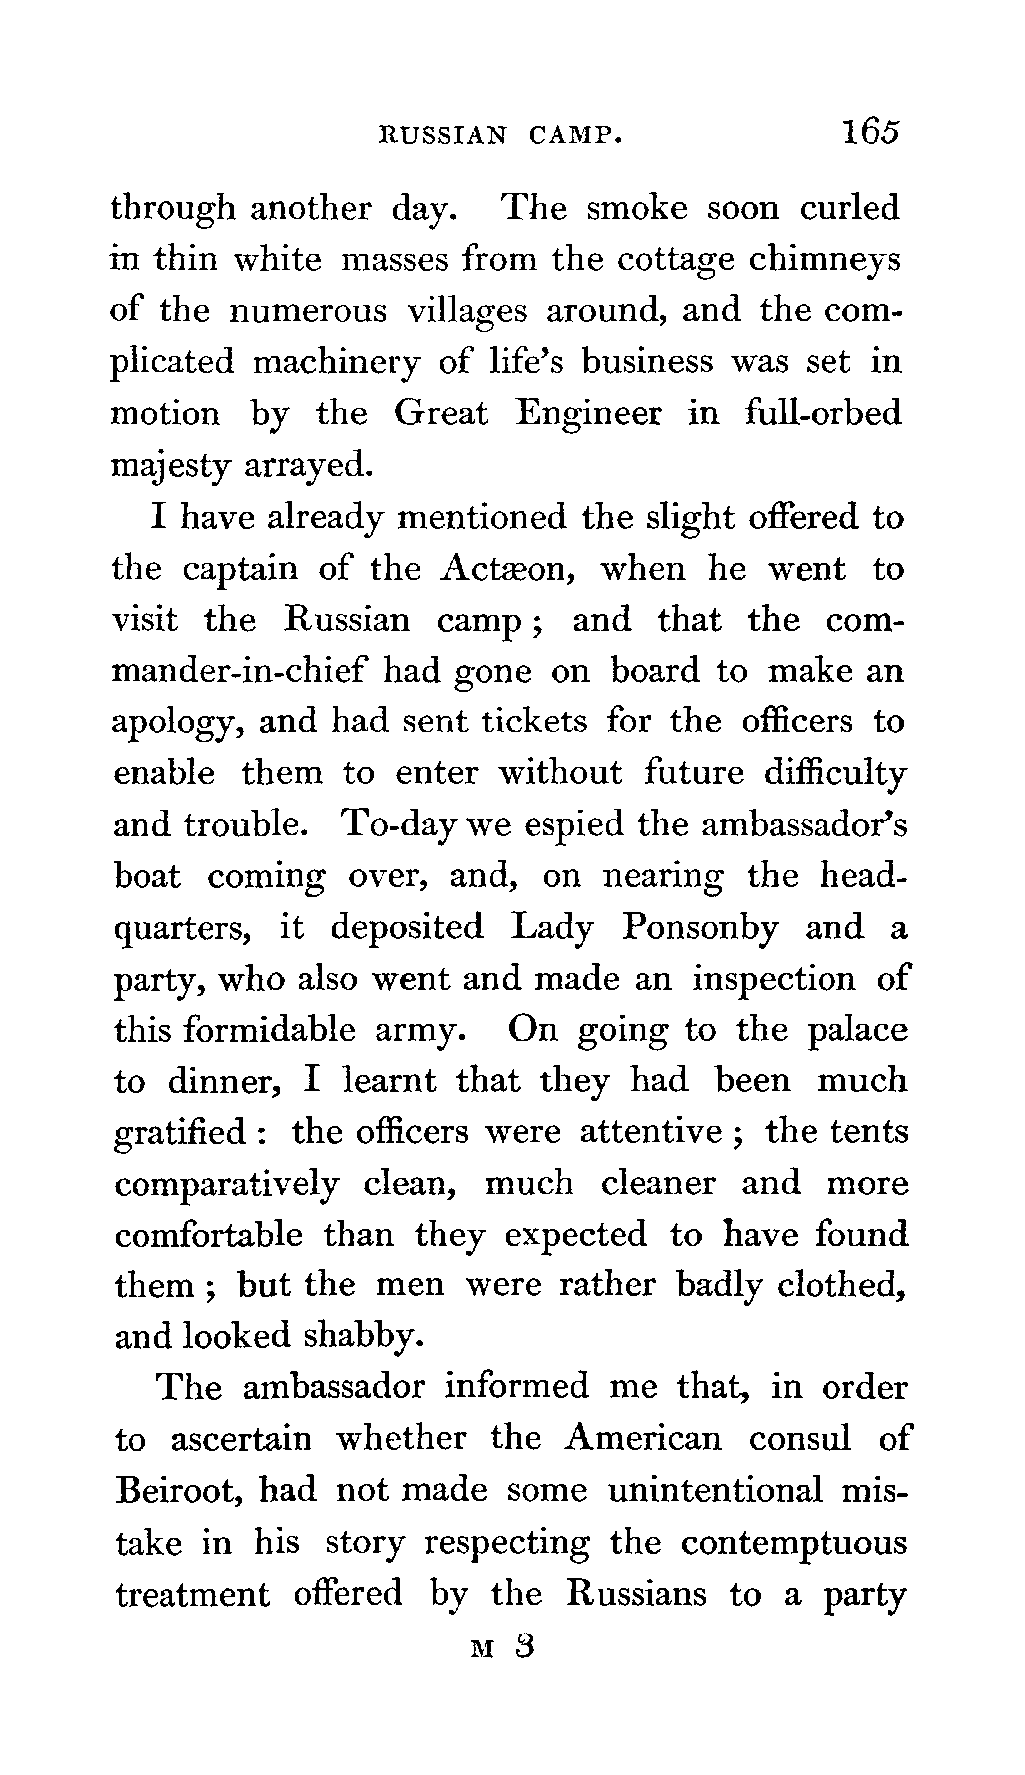 RUSSIAN CAMP. 165
through another day. The smoke soon curled
in thin white masses from the cottage chimneys
of the numerous villages around, and the com-
plicated machinery of life's business was set in
motion by the Great Engineer in full-orbed
majesty arrayed.
I have already mentioned the slight offered to
the captain of the Actæon, when he went to
visit the Russian camp ; and that the com-
mander-in-chief had gone on board to make an
apology, and had sent tickets for the officers to
enable them to enter without future difficulty
and trouble. To-day we espied the ambassador's
boat coming over, and, on nearing the head-
quarters, it deposited Lady Ponsonby and a
party, who also went and made an inspection of
this formidable army. On going to the palace
to dinner, I learnt that they had been much
gratified : the officers were attentive ; the tents
comparatively clean, much cleaner and more
comfortable than they expected to have found
them ; but the men were rather badly clothed,
and looked shabby.
The ambassador informed me that, in order
to ascertain whether the American consul of
Beiroot, had not made some unintentional mis-
take in his story respecting the contemptuous
treatment offered by the Russians to a party
M 3